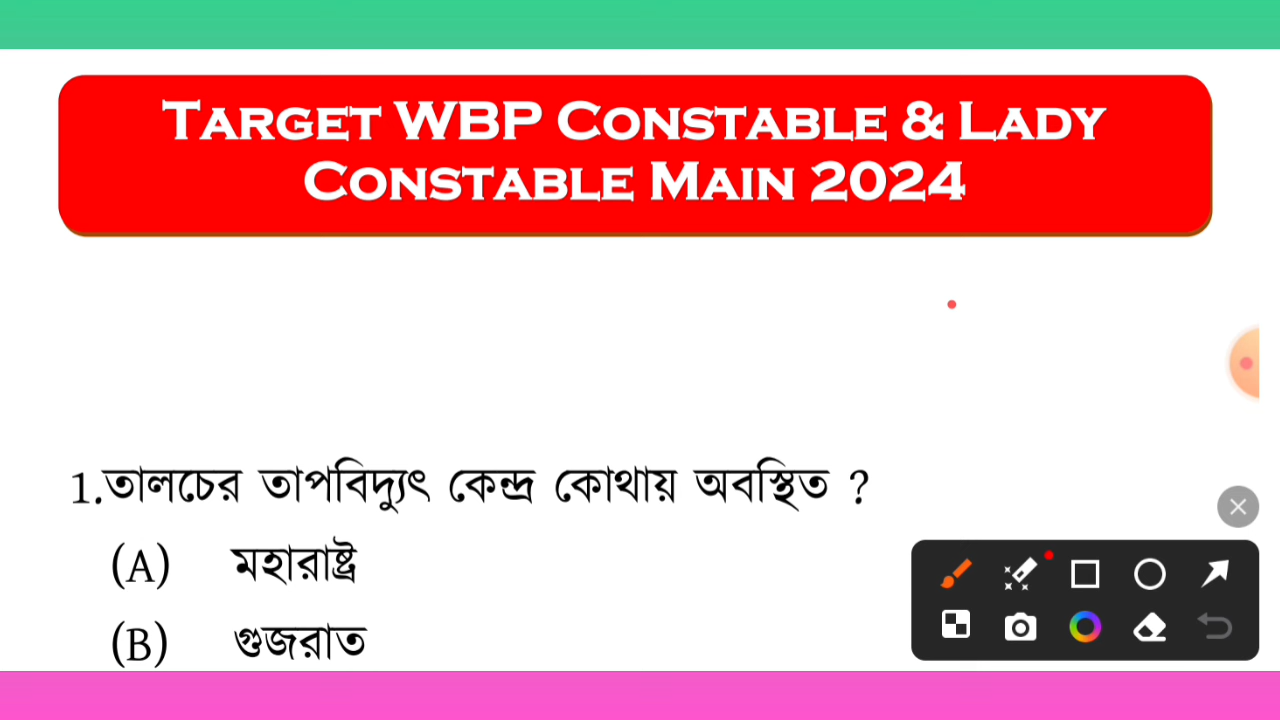 TARGET WBP CONSTABLE & LADY
CONSTABLE MAIN 2024
1.তালচের তাপবিদ্যুৎ কেন্দ্র কোথায় অবস্থিত ?
(A) মহারাষ্ট্র
(B) গুজরাত